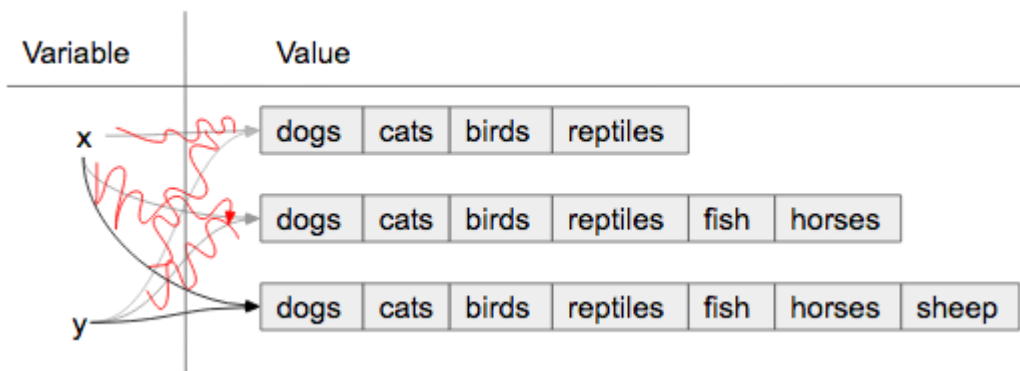 Variable Value
x dogs cats birds reptiles
dogs cats birds reptiles fish horses
y dogs cats birds reptiles fish horses sheep